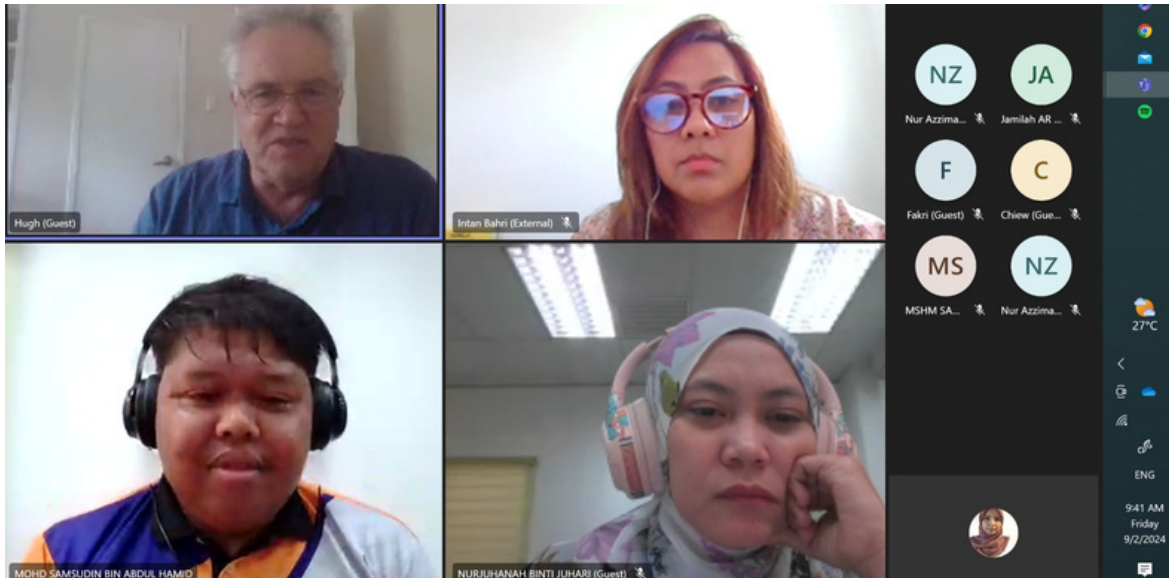 Hugh (Guest)
Intan Bahri (External)
MOHD SAMSUDIN BIN ABDUL HAMID
NURJUHANAH BINTI JUHARI (Guest)
NZ
JA
Nur Azzima...
Jamilah AR ...
F
C
Fakri (Guest)
Chiew (Gue...
MS
NZ
MSHM SA...
Nur Azzima...
27°C
ENG
9:41 AM
Friday
9/2/2024